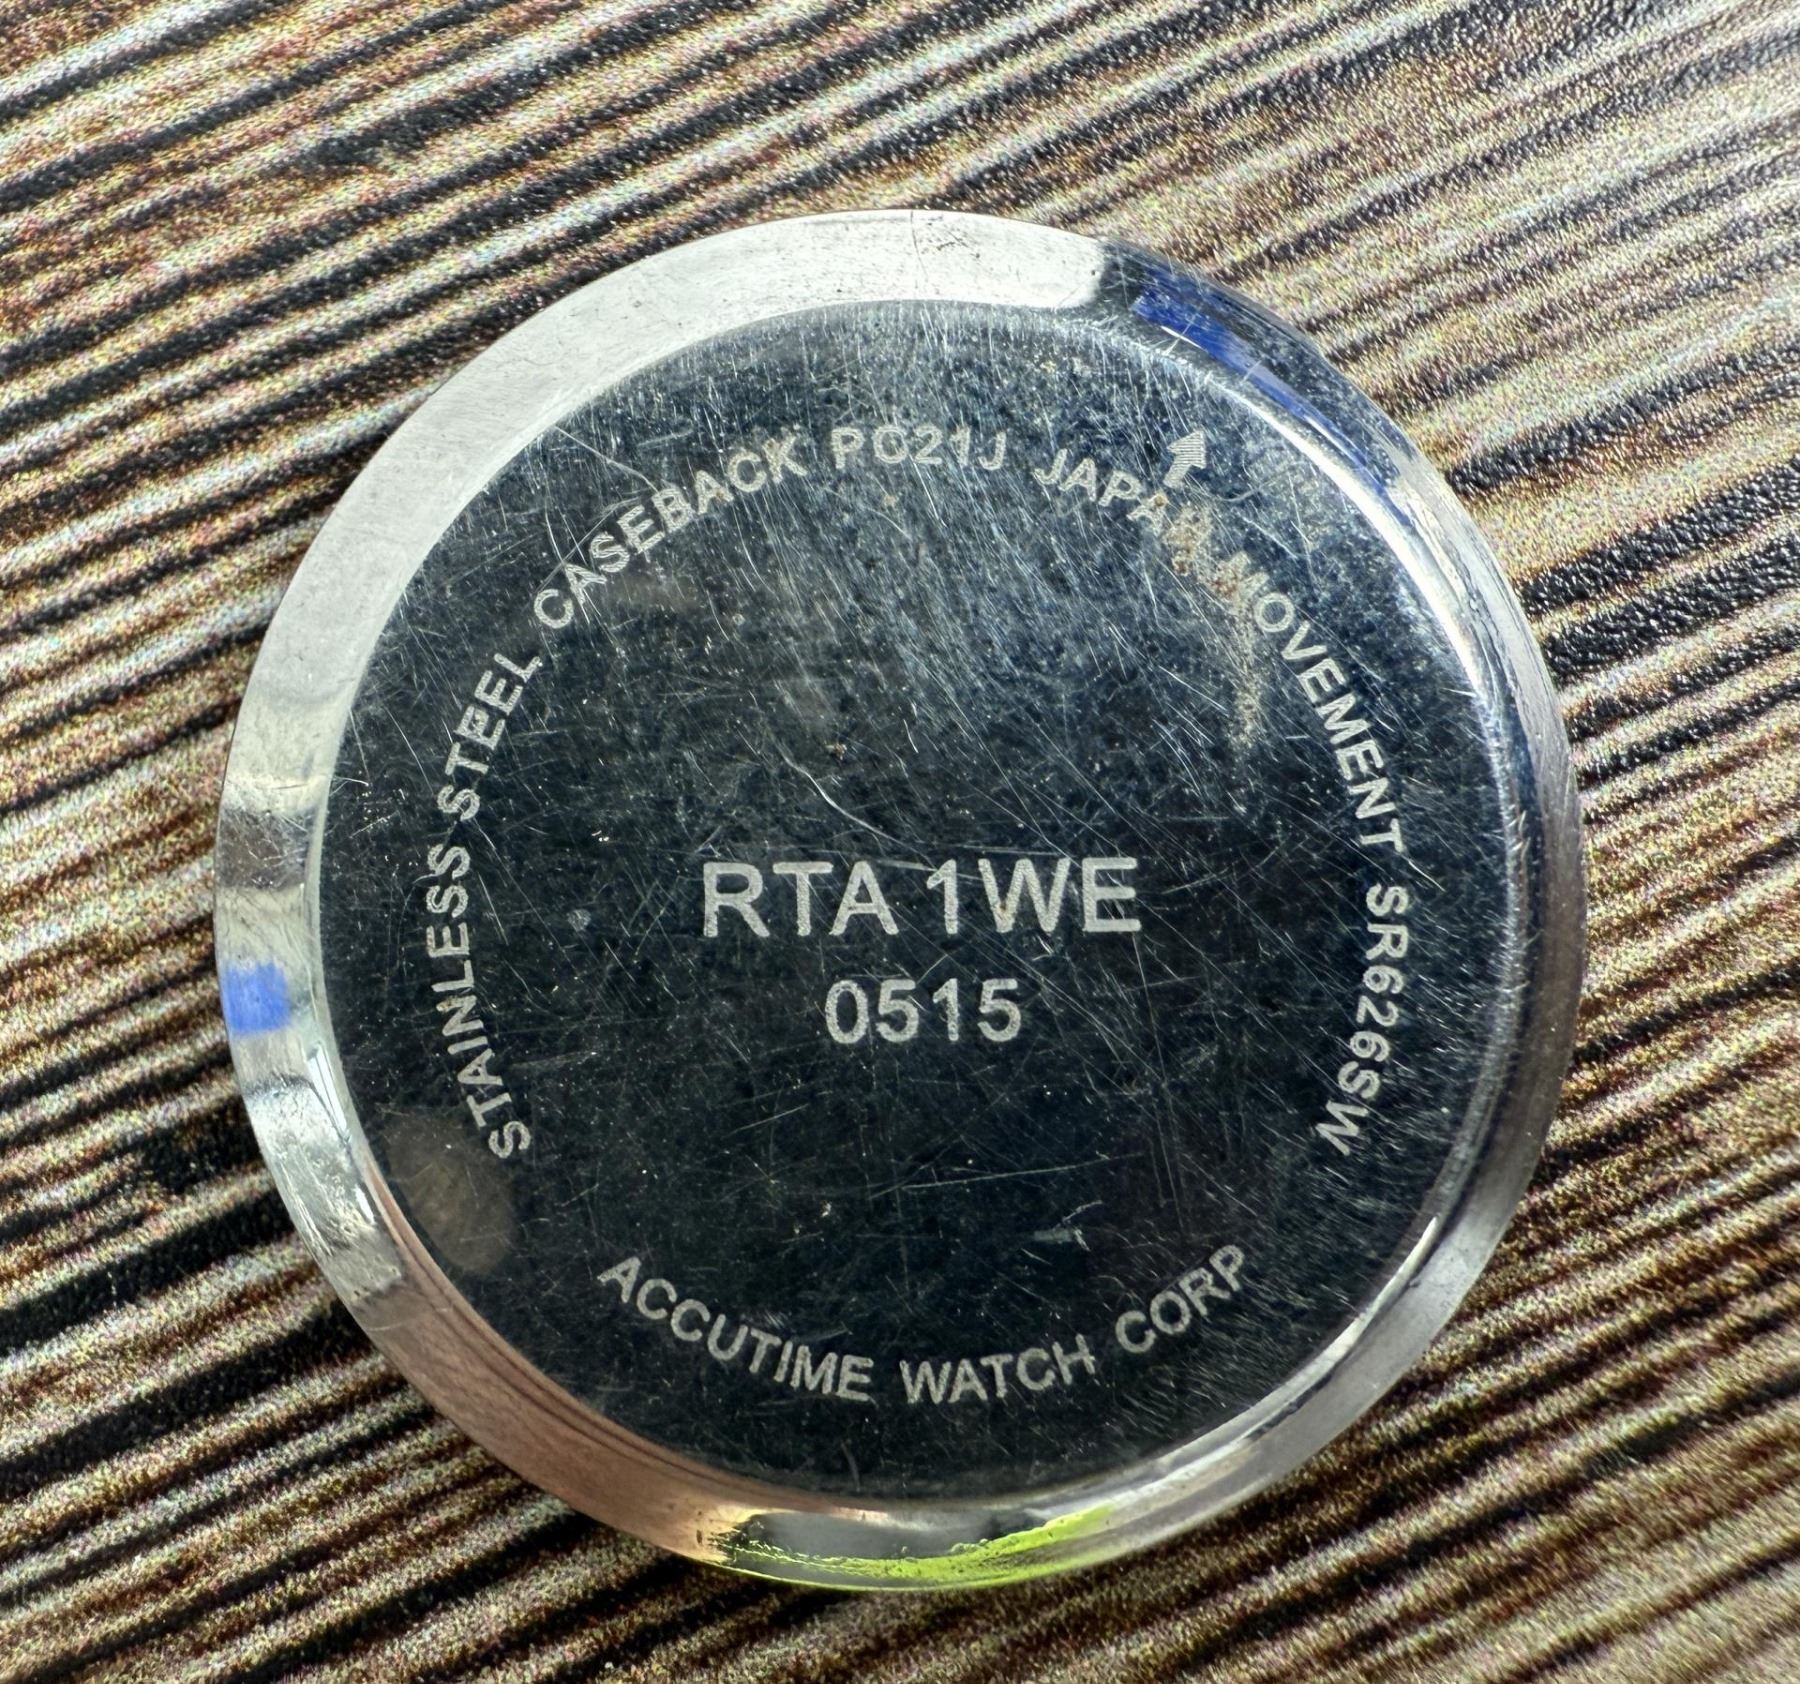 STAINLESS STEEL CASEBACK PC21J JAPAN MOVEMENT SR626SW
RTA 1WE
0515
ACCUTIME WATCH CORP